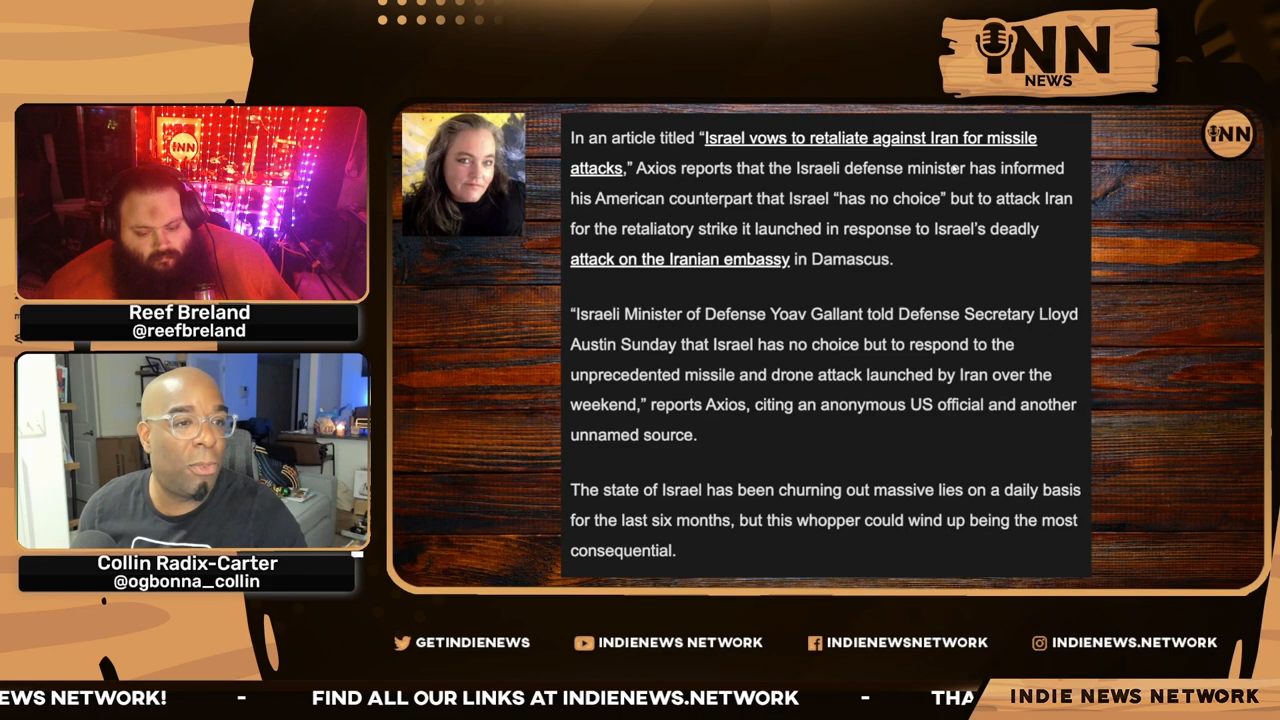 iNN
NEWS
iNN
iNN
In an article titled “Israel vows to retaliate against Iran for missile
attacks,” Axios reports that the Israeli defense minister has informed
his American counterpart that Israel “has no choice” but to attack Iran
for the retaliatory strike it launched in response to Israel’s deadly
attack on the Iranian embassy in Damascus.
“Israeli Minister of Defense Yoav Gallant told Defense Secretary Lloyd
Austin Sunday that Israel has no choice but to respond to the
unprecedented missile and drone attack launched by Iran over the
weekend,” reports Axios, citing an anonymous US official and another
unnamed source.
The state of Israel has been churning out massive lies on a daily basis
for the last six months, but this whopper could wind up being the most
consequential.
Reef Breland
@reefbreland
Collin Radix-Carter
@ogbonna_collin
GETINDIENEWS
INDIENEWS NETWORK
INDIENEWSNETWORK
INDIENEWS.NETWORK
EWS NETWORK! - FIND ALL OUR LINKS AT INDIENEWS.NETWORK - THA
INDIE NEWS NETWORK